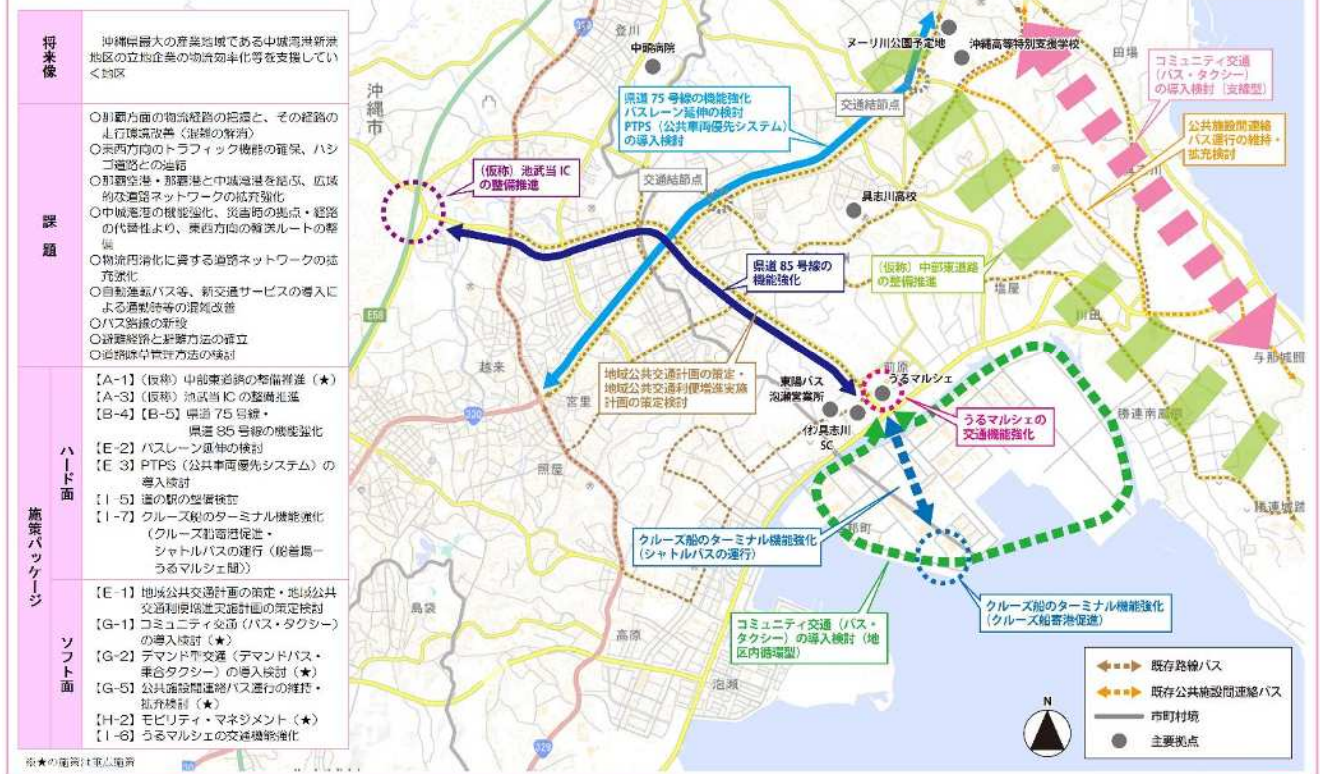 将来像
沖縄県最大の産業地域である中城湾港新港
地区の立地企業の物流効率化等を支援してい
く地区
課題
○那覇方面の物流経路の把握と、その経路の
走行環境改善（混雑の解消）
○東西方向のトラフィック機能の確保、ハシ
ゴ道路との連結
○那覇空港・那覇港と中城湾港を結ぶ、広域
的な道路ネットワークの拡充強化
○中城湾港の機能強化、災害時の拠点・経路
の代替性より、東西方向の輸送ルートの整
備
○物流円滑化に資する道路ネットワークの拡
充強化
○自動運転バス等、新交通サービスの導入に
よる通勤時等の混雑改善
○バス路線の新設
○避難経路と避難方法の確立
○道路除草管理方法の検討
施策パッケージ
ハード面
【A-1】（仮称）中部東道路の整備推進（★）
【A-3】（仮称）池武当 IC の整備推進
【B-4】【B-5】県道 75 号線・
県道 85 号線の機能強化
【E-2】バスレーン延伸の検討
【E-3】PTPS（公共車両優先システム）の
導入検討
【I-5】道の駅の整備検討
【I-7】クルーズ船のターミナル機能強化
（クルーズ船寄港促進・
シャトルバスの運行（船着場ー
うるマルシェ間））
ソフト面
【E-1】地域公共交通計画の策定・地域公共
交通利便増進実施計画の策定検討
【G-1】コミュニティ交通（バス・タクシー）
の導入検討（★）
【G-2】デマンド型交通（デマンドバス・
乗合タクシー）の導入検討（★）
【G-5】公共施設間連絡バス運行の維持・
拡充検討（★）
【H-2】モビリティ・マネジメント（★）
【I-6】うるマルシェの交通機能強化
※★の施策は重点施策
沖縄市
登川
中頭病院
ヌーリ川公園予定地
沖縄高等特別支援学校
田場
コミュニティ交通
（バス・タクシー）
の導入検討（支線型）
県道 75 号線の機能強化
バスレーン延伸の検討
PTPS（公共車両優先システム）
の導入検討
交通結節点
公共施設間連絡
バス運行の維持・
拡充検討
（仮称）池武当 IC
の整備推進
交通結節点
具志川高校
県道 85 号線の
機能強化
（仮称）中部東道路
の整備推進
塩屋
川田
E58
越来
与那城
地域公共交通計画の策定・
地域公共交通利便増進実施
計画の策定検討
前原
うるマルシェ
東陽バス
泡瀬営業所
宮里
330
イオン具志川
SC
うるマルシェの
交通機能強化
勝連南風原
照屋
勝連城跡
クルーズ船のターミナル機能強化
（シャトルバスの運行）
島袋
クルーズ船のターミナル機能強化
（クルーズ船寄港促進）
コミュニティ交通（バス・
タクシー）の導入検討（地
区内循環型）
高原
泡瀬
既存路線バス
既存公共施設間連絡バス
市町村境
主要拠点
N
329
330